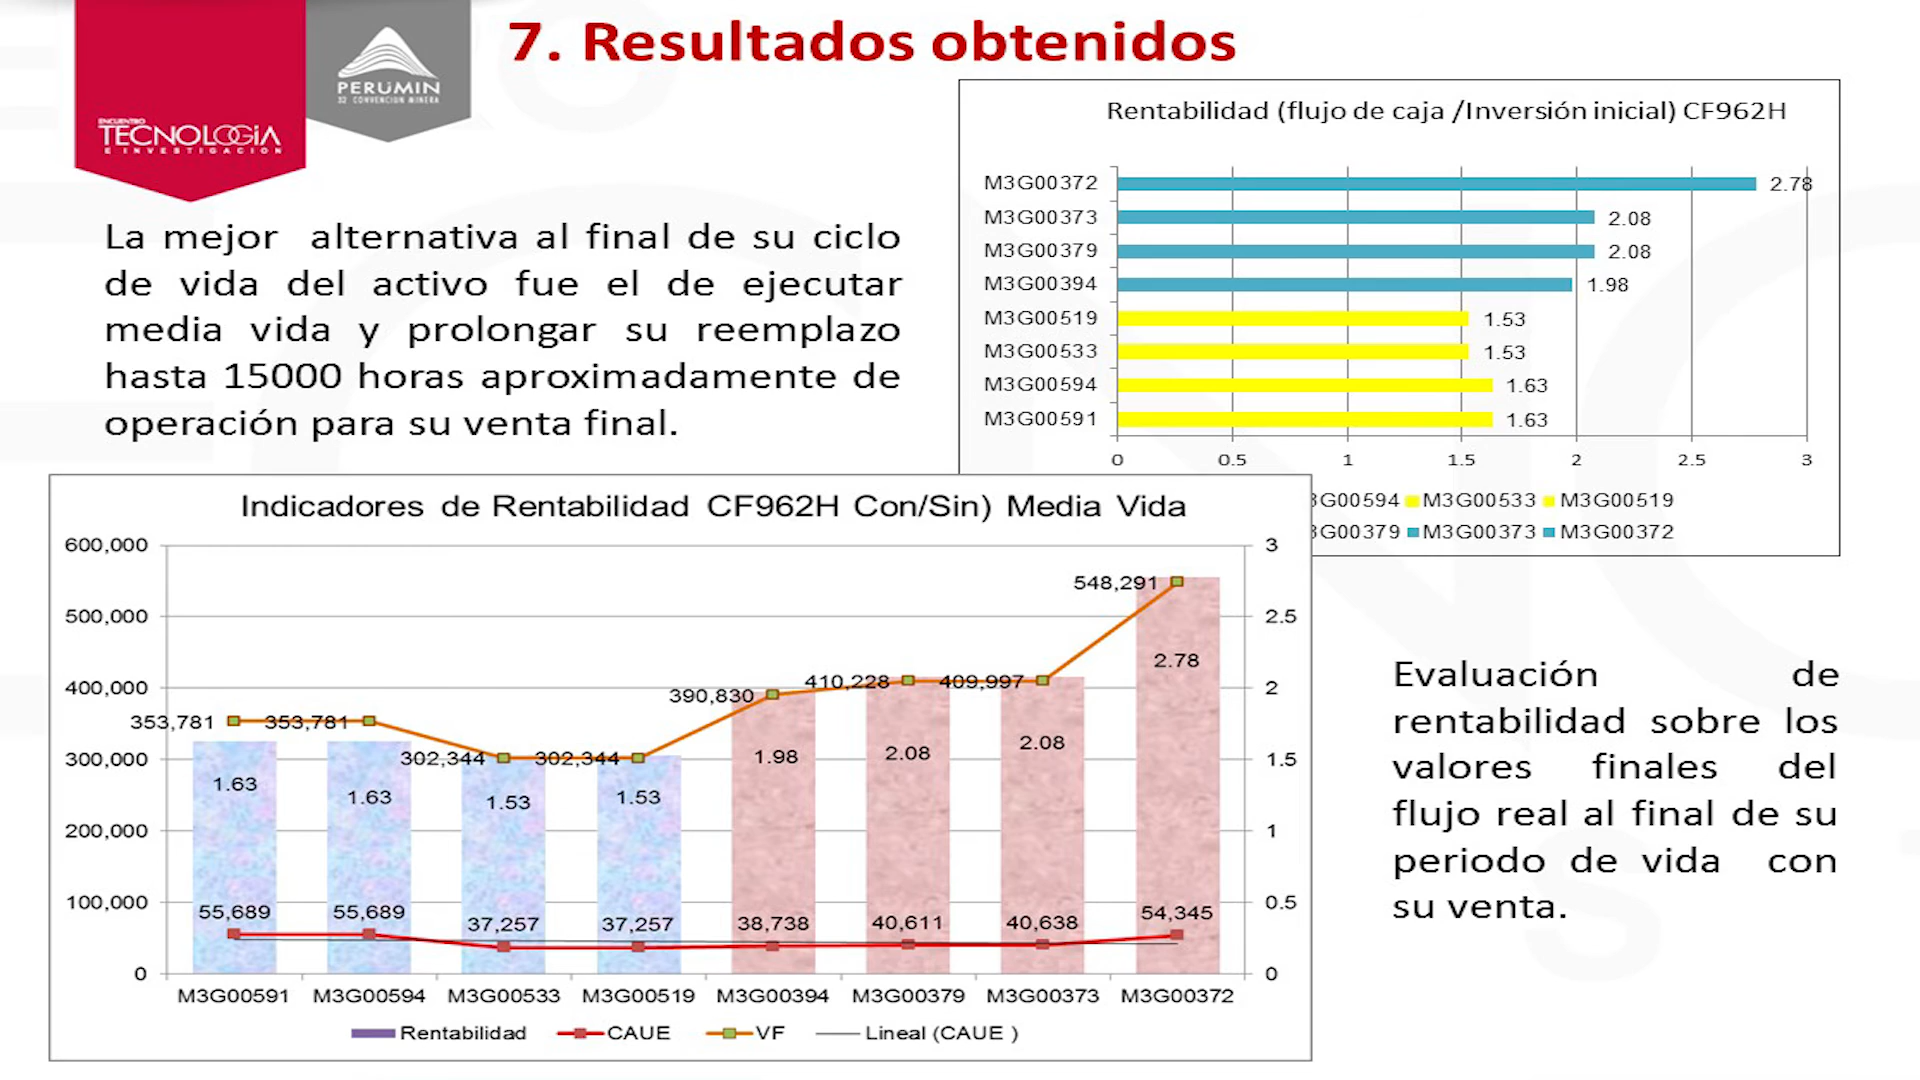 7. Resultados obtenidos
ENCUENTRO
TECNOLOGIA
E INVESTIGACION
PERUMIN
32 CONVENCION MINERA
La mejor alternativa al final de su ciclo
de vida del activo fue el de ejecutar
media vida y prolongar su reemplazo
hasta 15000 horas aproximadamente de
operación para su venta final.
Rentabilidad (flujo de caja /Inversión inicial) CF962H
M3G00372 2.78
M3G00373 2.08
M3G00379 2.08
M3G00394 1.98
M3G00519 1.53
M3G00533 1.53
M3G00594 1.63
M3G00591 1.63
0 0.5 1 1.5 2 2.5 3
3G00594 M3G00533 M3G00519
3G00379 M3G00373 M3G00372
Indicadores de Rentabilidad CF962H Con/Sin) Media Vida
600,000 3
548,291
500,000 2.5
2.78
400,000 2
390,830 410,228 409,997
353,781 353,781
1.98 2.08 2.08
300,000 1.5
302,344 302,344
1.63 1.63 1.53 1.53
200,000 1
100,000 0.5
55,689 55,689 37,257 37,257 38,738 40,611 40,638 54,345
0 0
M3G00591 M3G00594 M3G00533 M3G00519 M3G00394 M3G00379 M3G00373 M3G00372
Rentabilidad CAUE VF Lineal (CAUE )
Evaluación de
rentabilidad sobre los
valores finales del
flujo real al final de su
periodo de vida con
su venta.